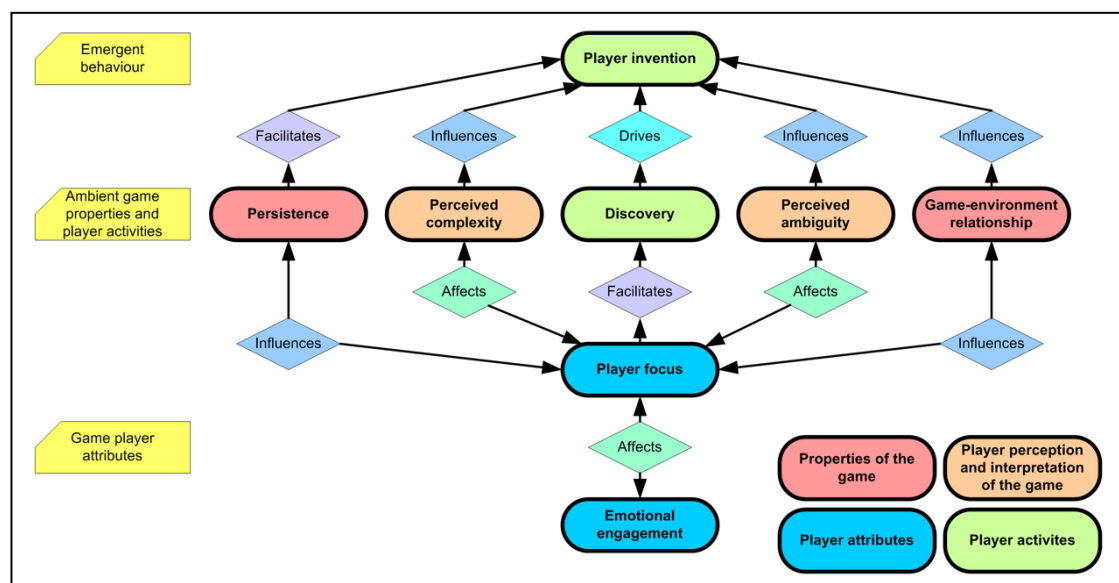 Emergent
behaviour
Player invention
Facilitates
Influences
Drives
Influences
Influences
Ambient game
properties and
player activities
Persistence
Perceived
complexity
Discovery
Perceived
ambiguity
Game-environment
relationship
Affects
Facilitates
Affects
Influences
Player focus
Influences
Game player
attributes
Affects
Emotional
engagement
Properties of the
game
Player perception
and interpretation
of the game
Player attributes
Player activites